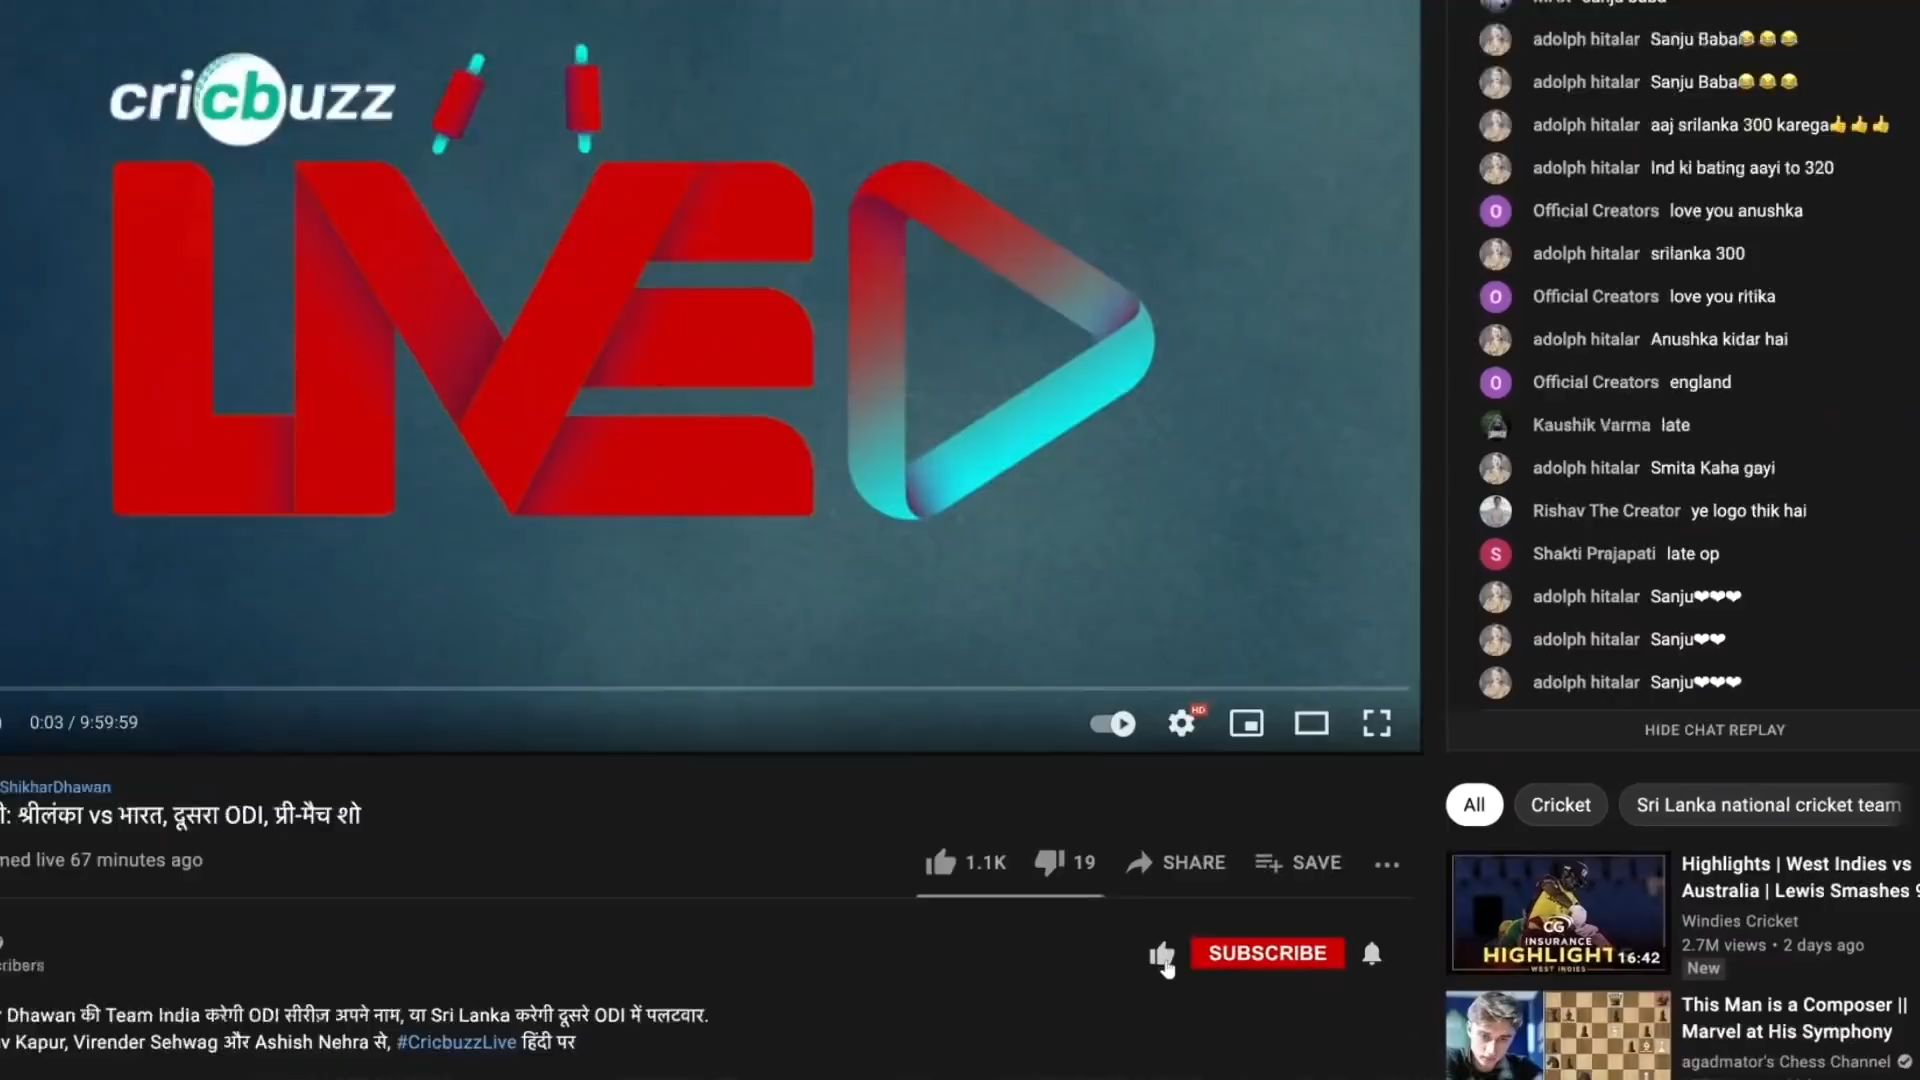 cricbuzz
LIVE
0:03 / 9:59:59
HD
ShikharDhawan
श्रीलंका vs भारत, दूसरा ODI, प्री-मैच शो
live 67 minutes ago
1.1K
19
SHARE
SAVE
SUBSCRIBE
Dhawan की Team India करेगी ODI सीरीज़ अपने नाम, या Sri Lanka करेगी दूसरे ODI में पलटवार.
Kapur, Virender Sehwag और Ashish Nehra से, #CricbuzzLive हिंदी पर
adolph hitalar Sanju Baba😂😂😂
adolph hitalar Sanju Baba😂😂😂
adolph hitalar aaj srilanka 300 karega👍👍👍
adolph hitalar Ind ki bating aayi to 320
O Official Creators love you anushka
adolph hitalar srilanka 300
O Official Creators love you ritika
adolph hitalar Anushka kidar hai
O Official Creators england
Kaushik Varma late
adolph hitalar Smita Kaha gayi
Rishav The Creator ye logo thik hai
S Shakti Prajapati late op
adolph hitalar Sanju❤❤❤
adolph hitalar Sanju❤❤
adolph hitalar Sanju❤❤❤
HIDE CHAT REPLAY
All
Cricket
Sri Lanka national cricket team
CG
INSURANCE
HIGHLIGHT
WEST INDIES
16:42
Highlights | West Indies vs
Australia | Lewis Smashes
Windies Cricket
2.7M views • 2 days ago
New
This Man is a Composer ||
Marvel at His Symphony
agadmator's Chess Channel